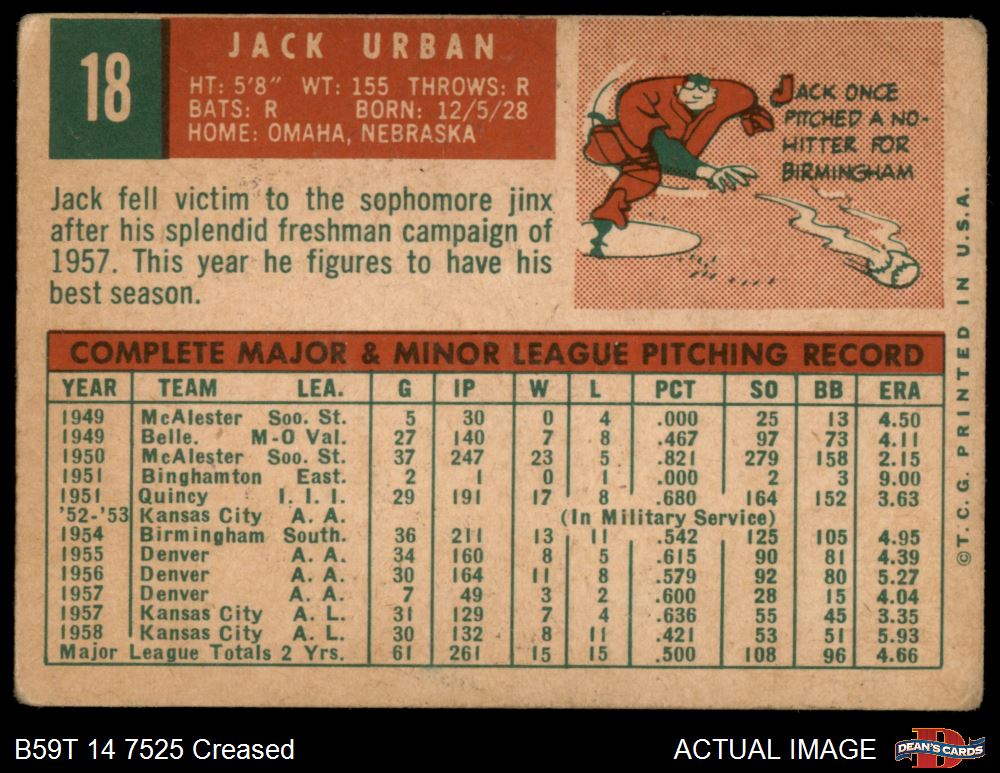 18
JACK URBAN
HT: 5'8" WT: 155 THROWS: R
BATS: R BORN: 12/5/28
HOME: OMAHA, NEBRASKA
JACK ONCE
PITCHED A NO-
HITTER FOR
BIRMINGHAM
Jack fell victim to the sophomore jinx
after his splendid freshman campaign of
1957. This year he figures to have his
best season.
COMPLETE MAJOR & MINOR LEAGUE PITCHING RECORD
YEAR TEAM LEA. G IP W L PCT SO BB ERA
1949 McAlester Soo. St. 5 30 0 4 .000 25 13 4.50
1949 Belle. M-O Val. 27 140 7 8 .467 97 73 4.11
1950 McAlester Soo. St. 37 247 23 5 .821 279 158 2.15
1951 Binghamton East. 2 1 0 1 .000 2 3 9.00
1951 Quincy I. I. I. 29 191 17 8 .680 164 152 3.63
'52-'53 Kansas City A. A. (In Military Service)
1954 Birmingham South. 36 211 13 11 .542 125 105 4.95
1955 Denver A. A. 34 160 8 5 .615 90 81 4.39
1956 Denver A. A. 30 164 11 8 .579 92 80 5.27
1957 Denver A. A. 7 49 3 2 .600 28 15 4.04
1957 Kansas City A. L. 31 129 7 4 .636 55 45 3.35
1958 Kansas City A. L. 30 132 8 11 .421 53 51 5.93
Major League Totals 2 Yrs. 61 261 15 15 .500 108 96 4.66
©T.C.G. PRINTED IN U.S.A.
B59T 14 7525 Creased
ACTUAL IMAGE
D
DEAN'S CARDS